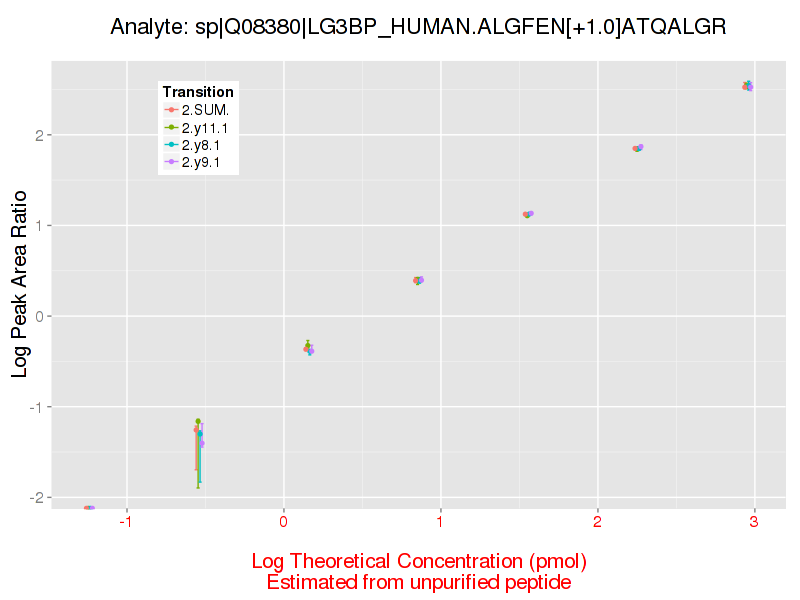 Analyte: sp|Q08380|LG3BP_HUMAN.ALGFEN[+1.0]ATQALGR
Transition
2.SUM.
2.y11.1
2.y8.1
2.y9.1
Log Peak Area Ratio
2
1
0
-1
-2
-1 0 1 2 3
Log Theoretical Concentration (pmol)
Estimated from unpurified peptide